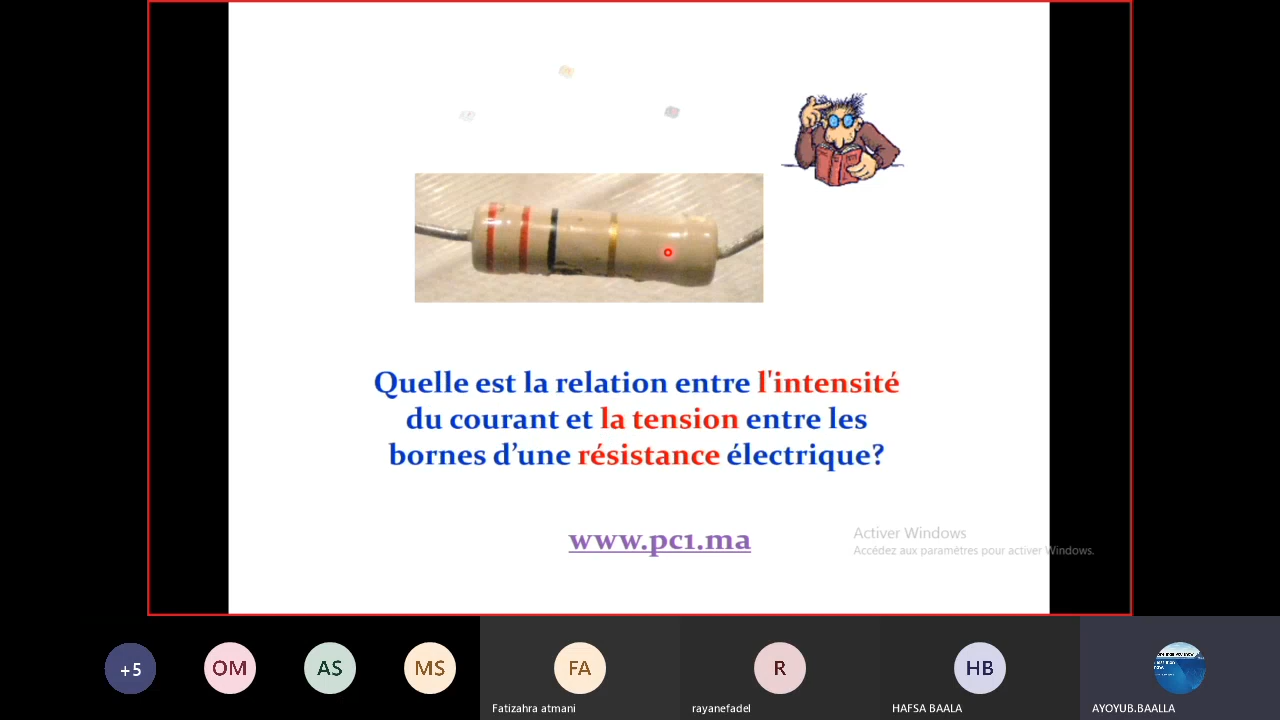 Quelle est la relation entre l'intensité
du courant et la tension entre les
bornes d’une résistance électrique?
www.pc1.ma
Activer Windows
Accédez aux paramètres pour activer Windows.
+5
OM
AS
MS
FA
R
HB
Fatizahra atmani
rayanefadel
HAFSA BAALA
AYOYUB.BAALLA